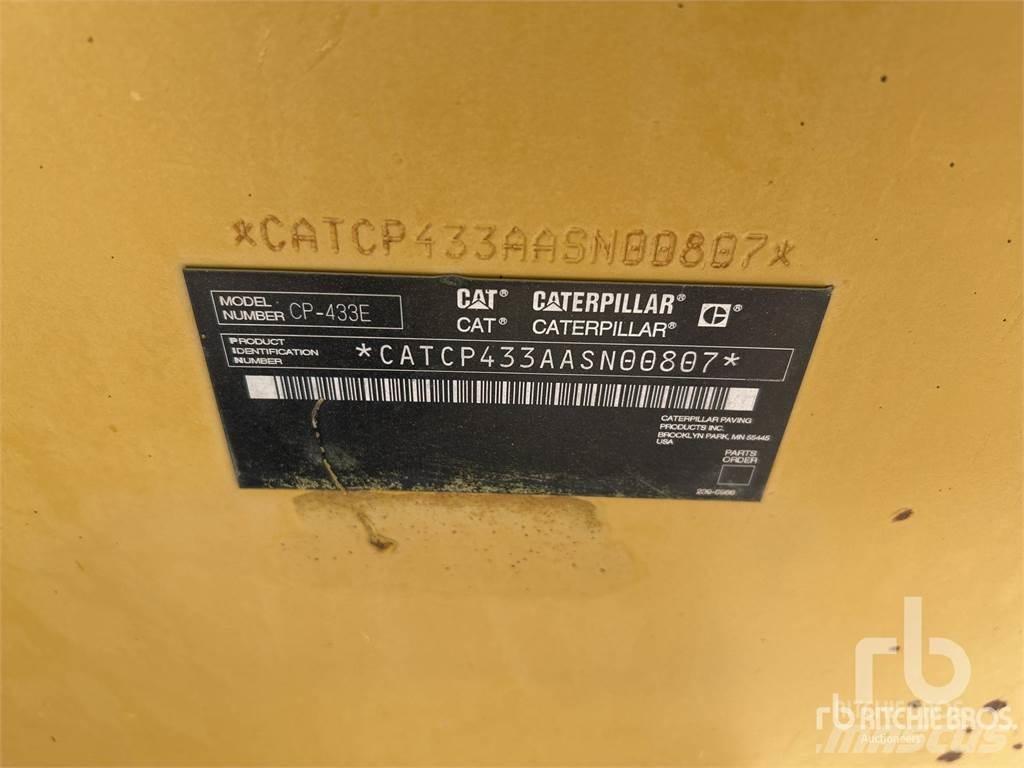 *CATCP433AASN00807*
MODEL NUMBER CP-433E
CAT® CATERPILLAR®
CAT® CATERPILLAR®
PRODUCT IDENTIFICATION NUMBER *CATCP433AASN00807*
CATERPILLAR PAVING
PRODUCTS INC.
BROOKLYN PARK, MN 55445
USA
PARTS
ORDER
rb
rb RITCHIE BROS.
Auctioneers